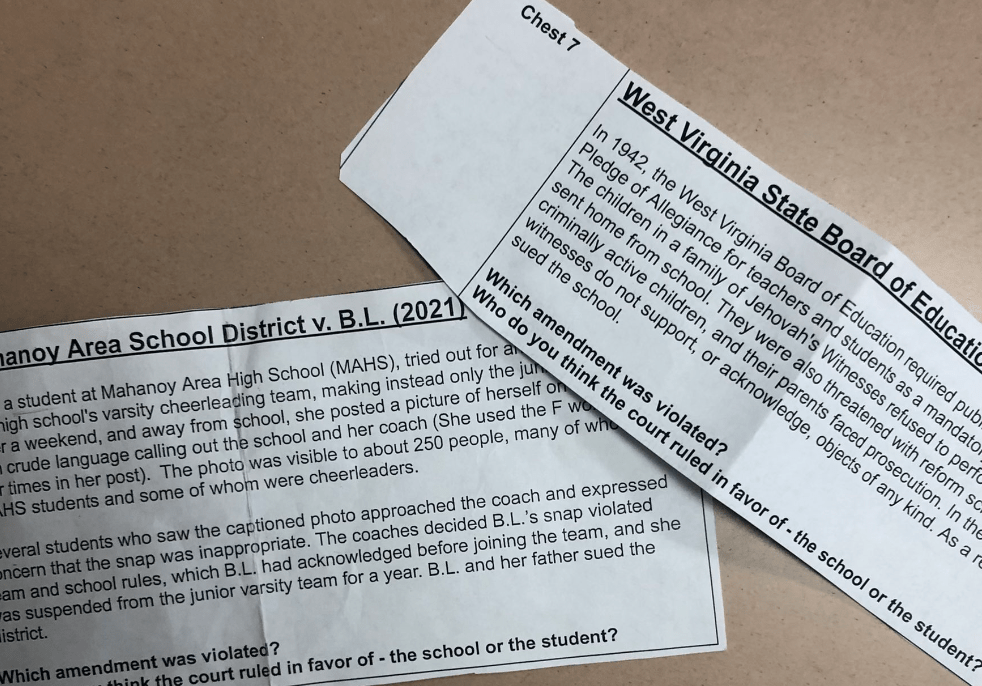 Chest 7
West Virginia State Board of Educatio
In 1942, the West Virginia Board of Education required pub
Pledge of Allegiance for teachers and students as a mandato
The children in a family of Jehovah's Witnesses refused to perfo
sent home from school. They were also threatened with reform sc
criminally active children, and their parents faced prosecution. In the
witnesses do not support, or acknowledge, objects of any kind. As a re
sued the school.
Which amendment was violated?
Who do you think the court ruled in favor of - the school or the student?
hanoy Area School District v. B.L. (2021)
a student at Mahanoy Area High School (MAHS), tried out for an
high school's varsity cheerleading team, making instead only the jun
r a weekend, and away from school, she posted a picture of herself on
crude language calling out the school and her coach (She used the F wo
r times in her post). The photo was visible to about 250 people, many of who
AHS students and some of whom were cheerleaders.
everal students who saw the captioned photo approached the coach and expressed
oncern that the snap was inappropriate. The coaches decided B.L.'s snap violated
eam and school rules, which B.L. had acknowledged before joining the team, and she
was suspended from the junior varsity team for a year. B.L. and her father sued the
district.
Which amendment was violated?
think the court ruled in favor of - the school or the student?